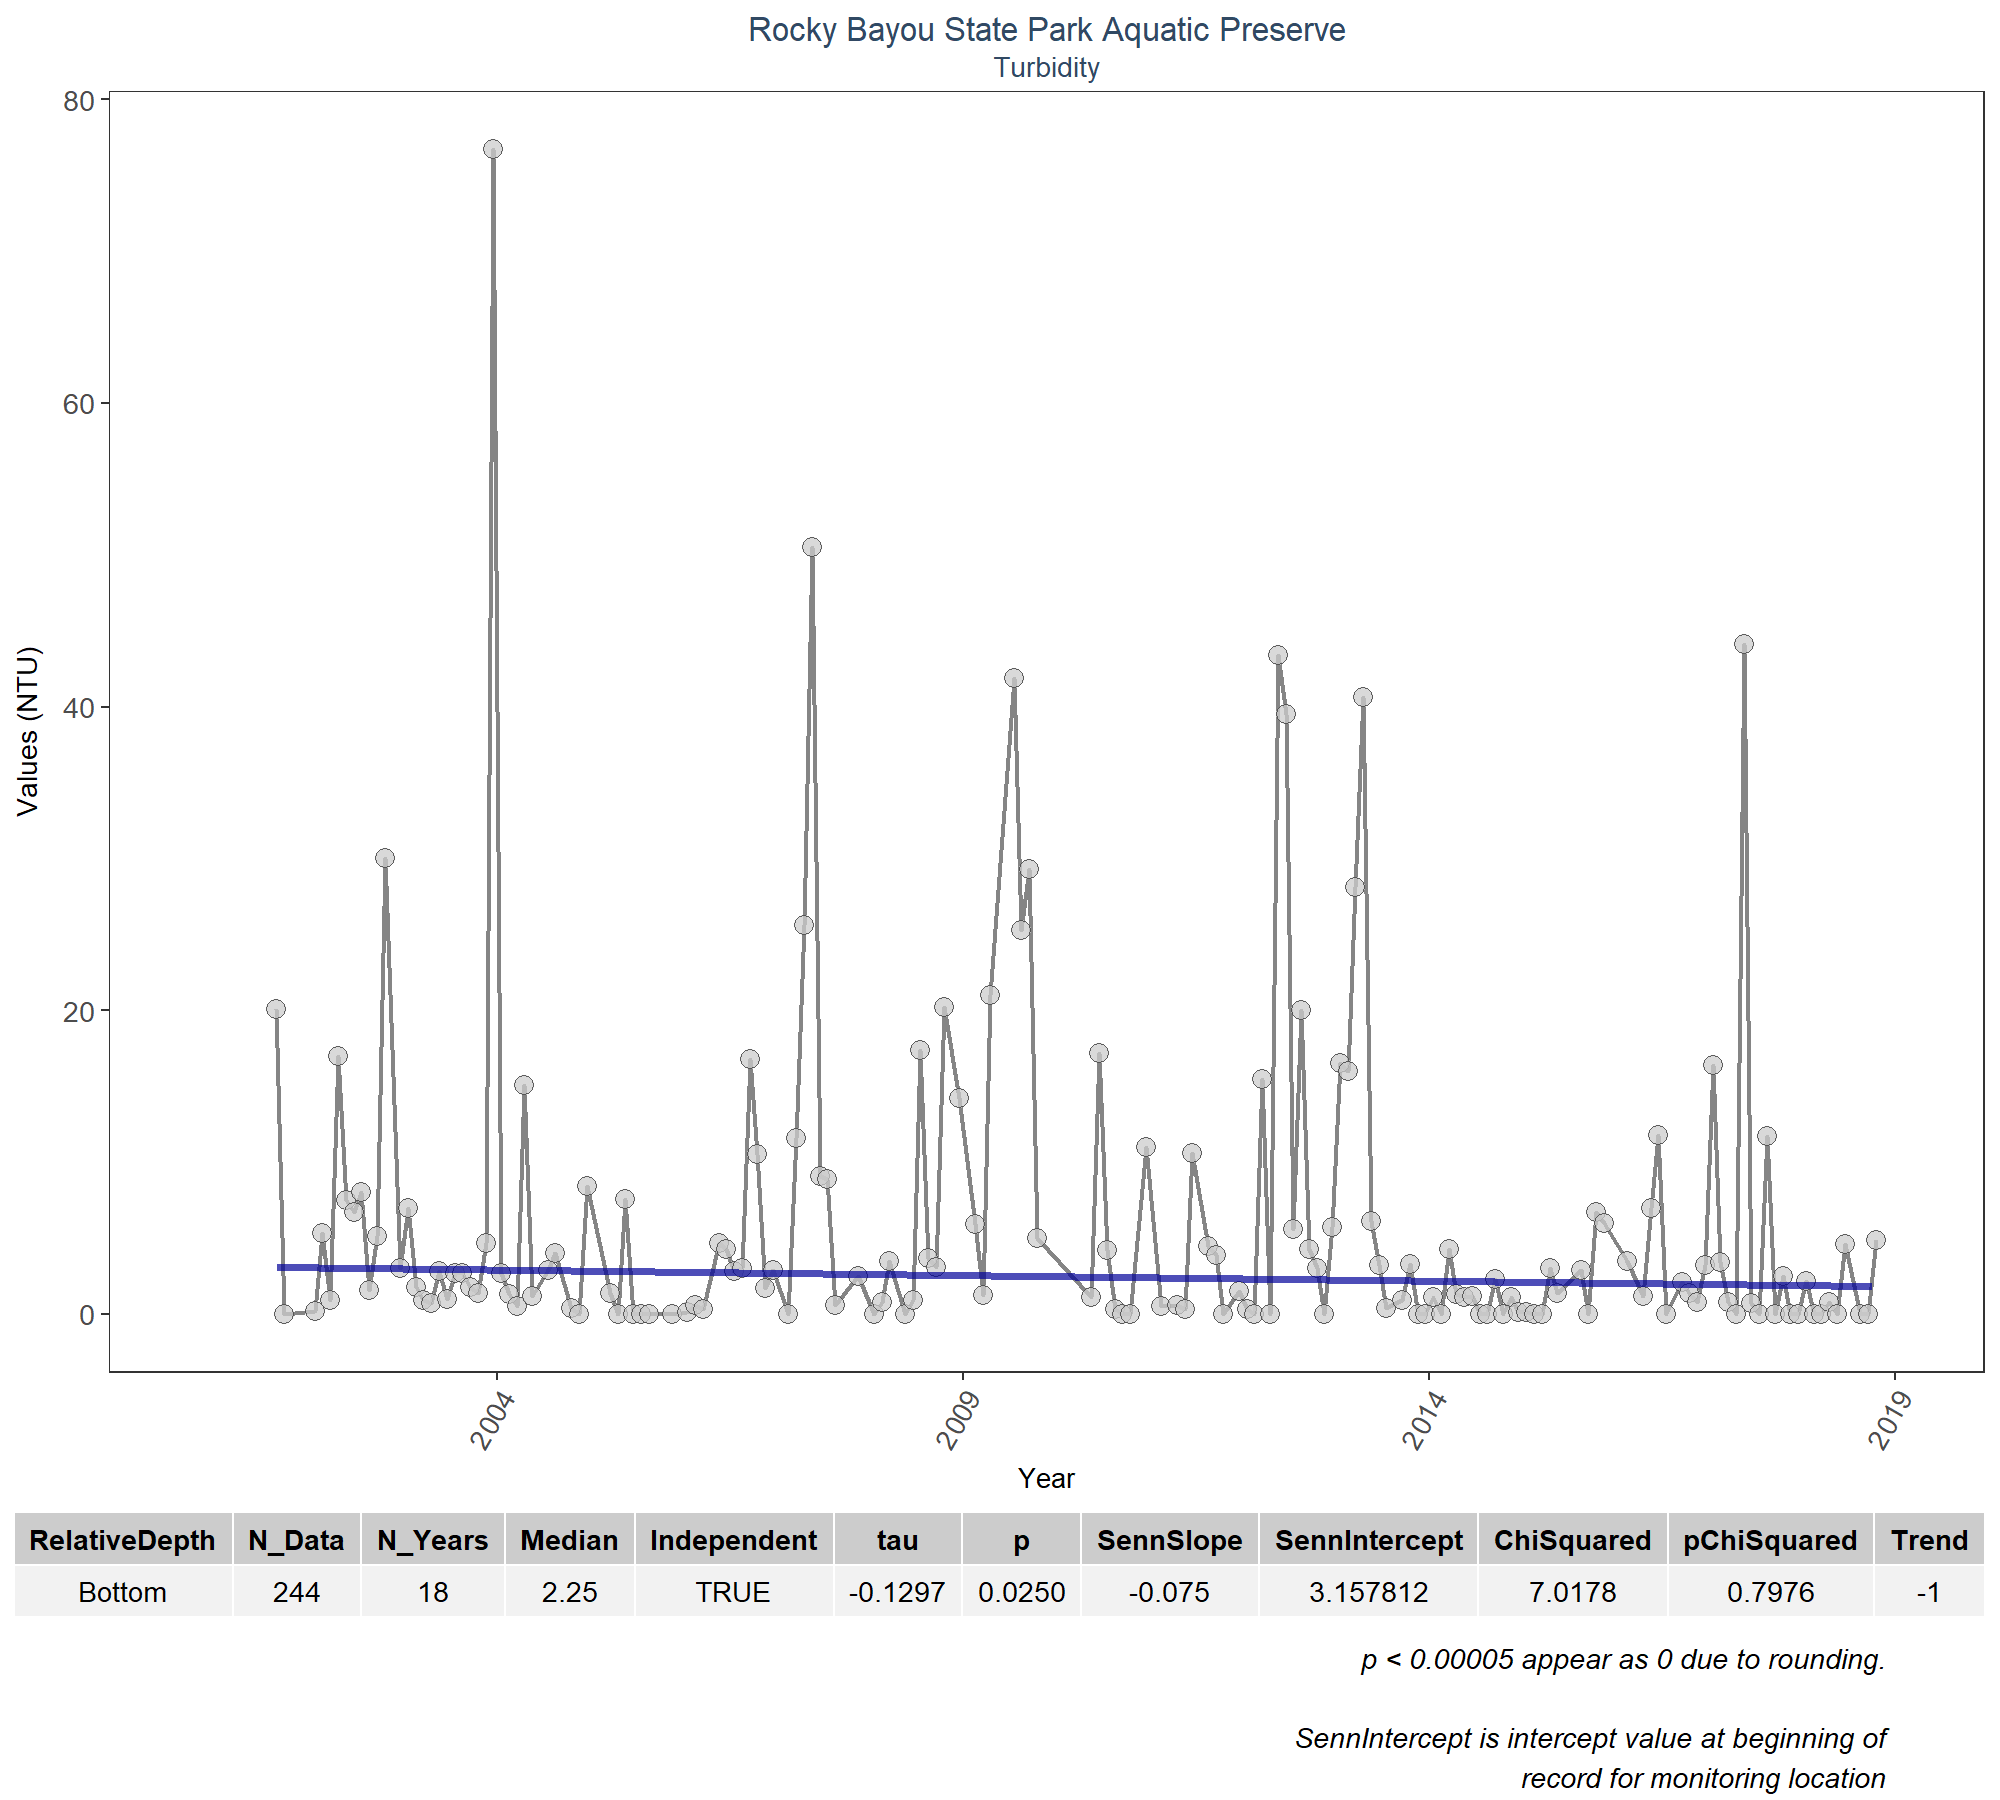 Rocky Bayou State Park Aquatic Preserve
Turbidity
80
60
40
20
0
Values (NTU)
2004 2009 2014 2019
Year
RelativeDepth N_Data N_Years Median Independent tau p SennSlope SennIntercept ChiSquared pChiSquared Trend
Bottom 244 18 2.25 TRUE -0.1297 0.0250 -0.075 3.157812 7.0178 0.7976 -1
p < 0.00005 appear as 0 due to rounding.
SennIntercept is intercept value at beginning of
record for monitoring location